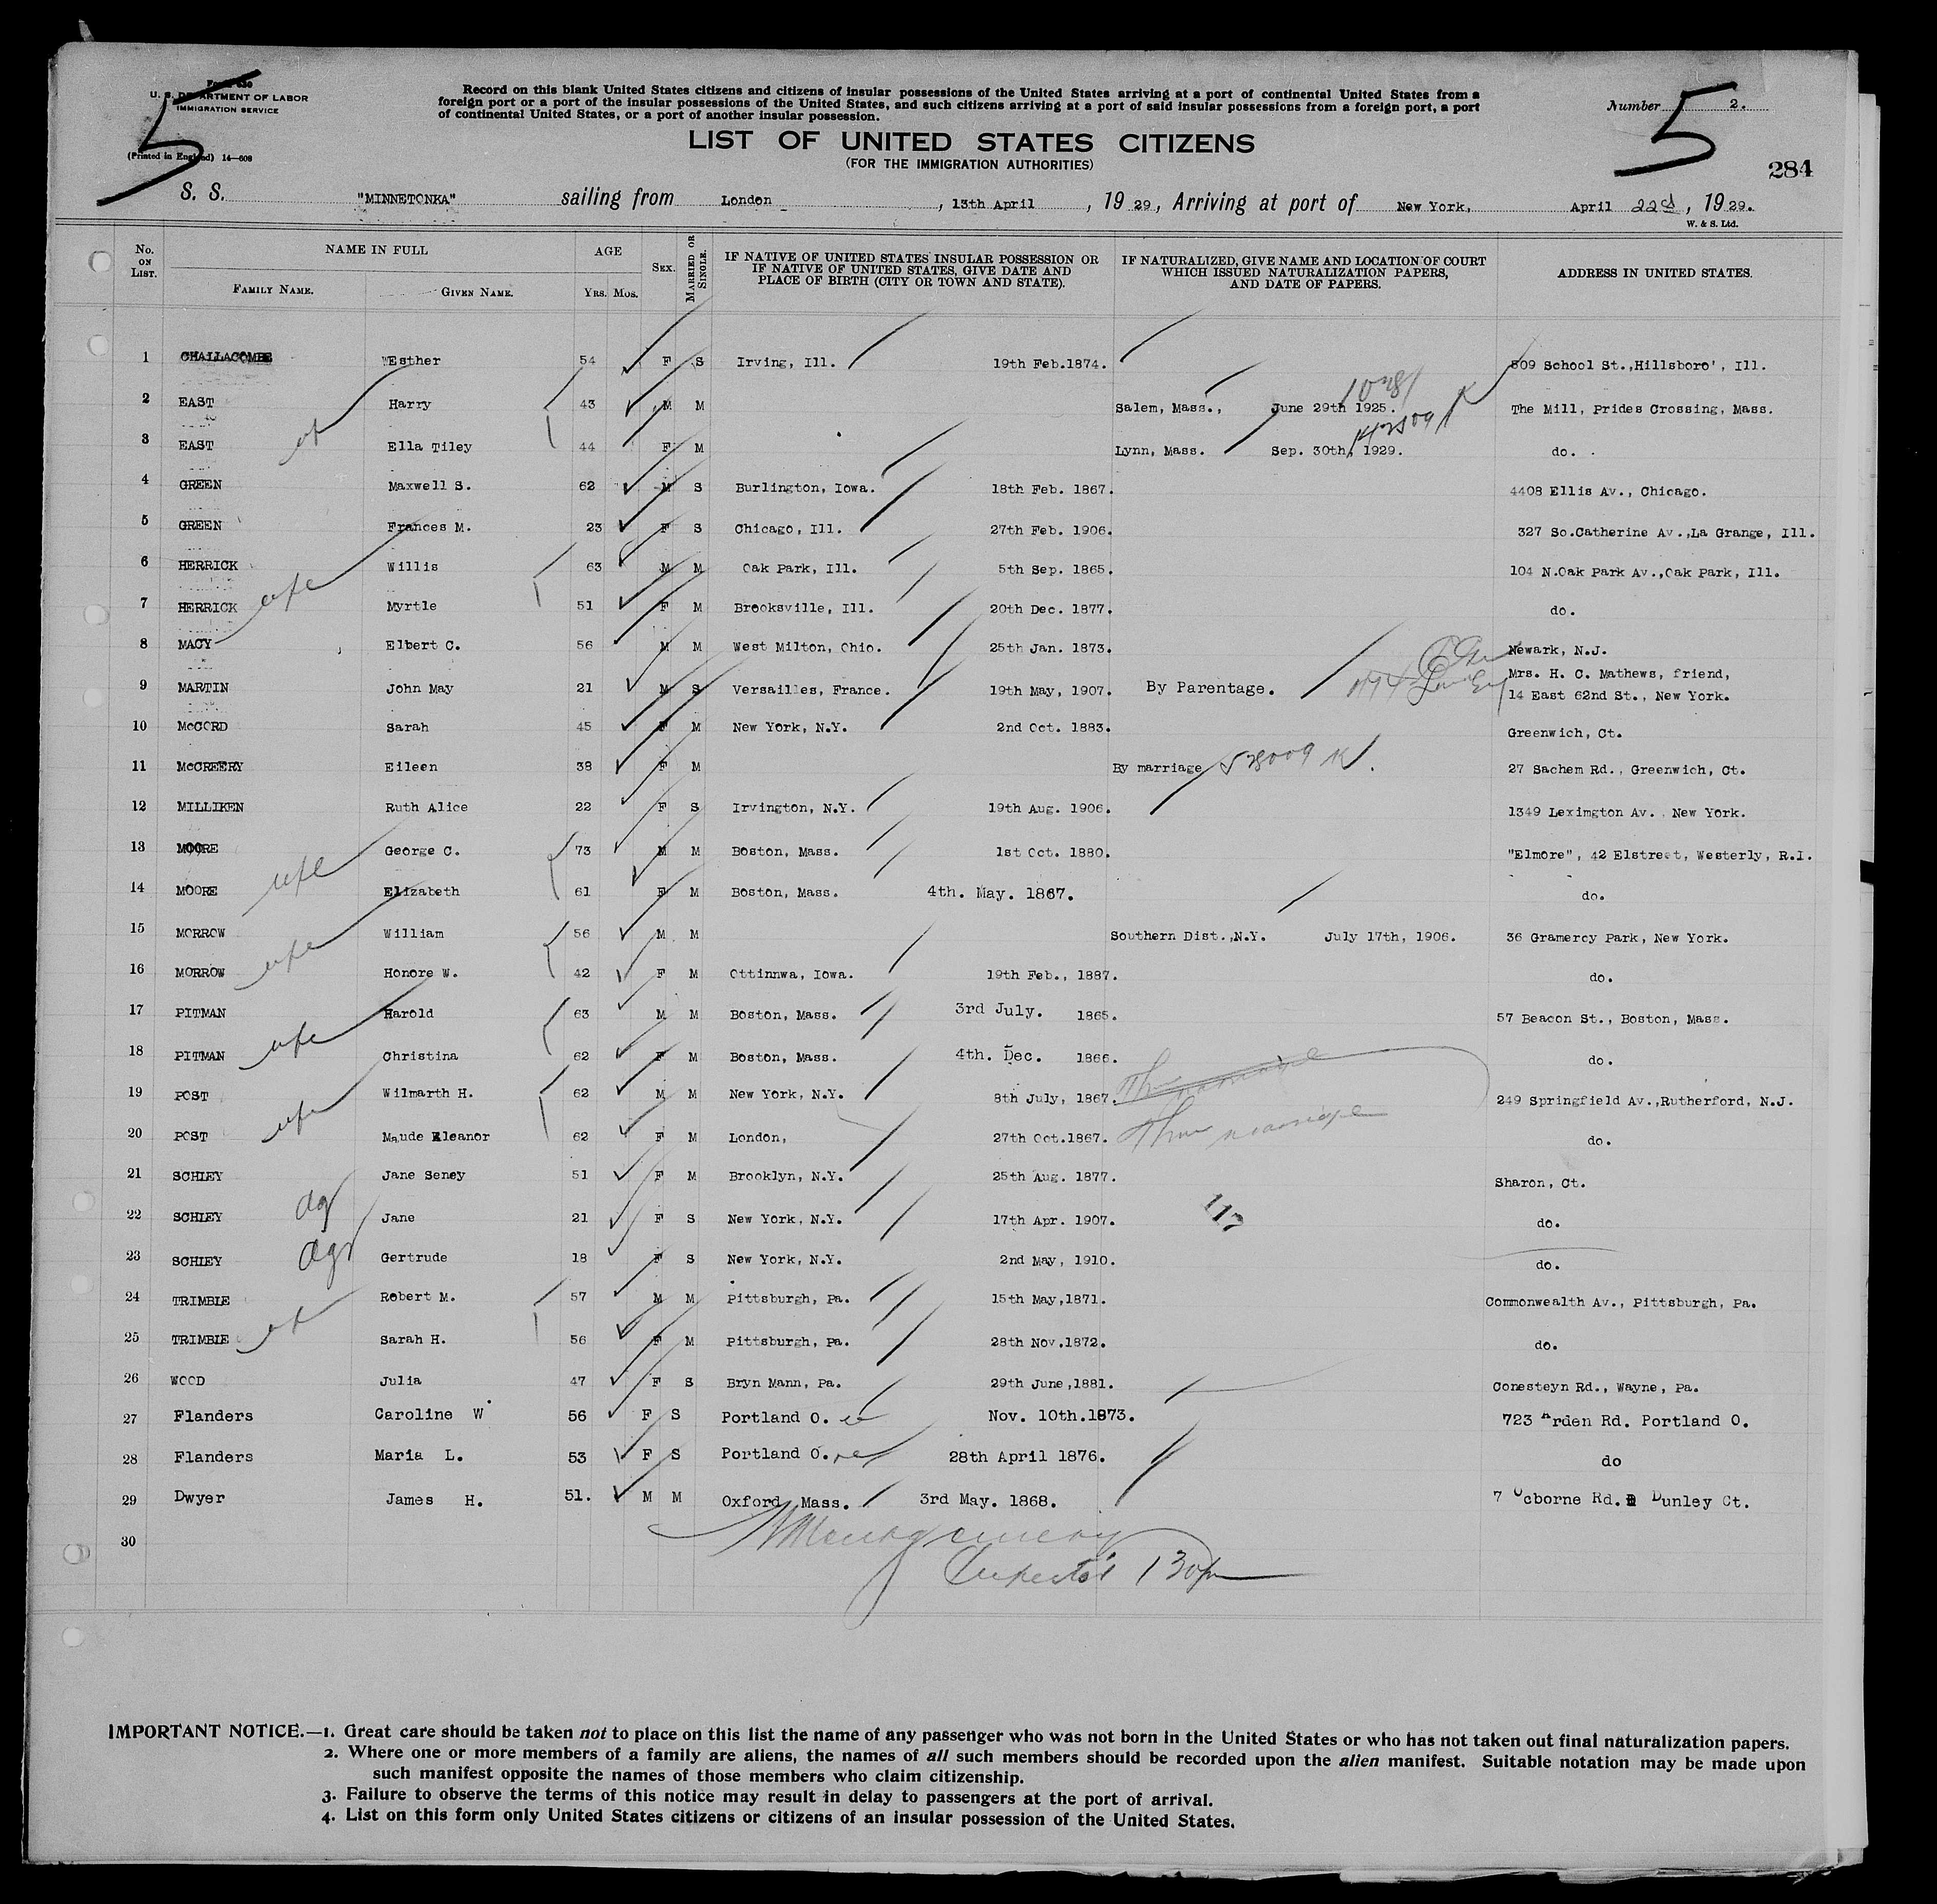 Form 630
U. S. DEPARTMENT OF LABOR
IMMIGRATION SERVICE
(Printed in England) 14—608
5
Record on this blank United States citizens and citizens of insular possessions of the United States arriving at a port of continental United States from a
foreign port or a port of the insular possessions of the United States, and such citizens arriving at a port of said insular possessions from a foreign port, a port
of continental United States, or a port of another insular possession.
Number 2.
5
LIST OF UNITED STATES CITIZENS
(FOR THE IMMIGRATION AUTHORITIES)
284
S. S. "MINNETONKA" sailing from London, 13th April, 1929, Arriving at port of New York, April 22d, 1929.
W. & S. Ltd.
No. ON LIST. NAME IN FULL FAMILY NAME. GIVEN NAME. AGE YRS. MOS. SEX. MARRIED OR SINGLE. IF NATIVE OF UNITED STATES INSULAR POSSESSION OR IF NATIVE OF UNITED STATES, GIVE DATE AND PLACE OF BIRTH (CITY OR TOWN AND STATE). IF NATURALIZED, GIVE NAME AND LOCATION OF COURT WHICH ISSUED NATURALIZATION PAPERS, AND DATE OF PAPERS. ADDRESS IN UNITED STATES.
1 CHALLACOMBE Esther 54 F S Irving, Ill. 19th Feb.1874. 809 School St.,Hillsboro', Ill.
2 EAST Harry 43 M M Salem, Mass., June 29th 1925. The Mill, Prides Crossing, Mass.
3 EAST Ella Tiley 44 F M Lynn, Mass. Sep. 30th, 1929. do.
4 GREEN Maxwell S. 62 M S Burlington, Iowa. 18th Feb. 1867. 4408 Ellis Av., Chicago.
5 GREEN Frances M. 23 F S Chicago, Ill. 27th Feb. 1906. 327 So.Catherine Av.,La Grange, Ill.
6 HERRICK Willis 63 M M Oak Park, Ill. 5th Sep. 1865. 104 N.Oak Park Av.,Oak Park, Ill.
7 HERRICK Myrtle 51 F M Brooksville, Ill. 20th Dec. 1877. do.
8 MACY Elbert C. 56 M M West Milton, Ohio. 25th Jan. 1873. Newark, N.J.
9 MARTIN John May 21 M S Versailles, France. 19th May, 1907. By Parentage. Mrs. H. C. Mathews, friend,
14 East 62nd St., New York.
10 McCORD Sarah 45 F M New York, N.Y. 2nd Oct. 1883. Greenwich, Ct.
11 McCREERY Eileen 38 F M By marriage 27 Sachem Rd., Greenwich, Ct.
12 MILLIKEN Ruth Alice 22 F S Irvington, N.Y. 19th Aug. 1906. 1349 Leximgton Av. New York.
13 MOORE George C. 73 M M Boston, Mass. 1st Oct. 1880. "Elmore", 42 Elstreet, Westerly, R.I.
14 MOORE Elizabeth 61 F M Boston, Mass. 4th. May. 1867. do.
15 MORROW William 56 M M Southern Dist.,N.Y. July 17th, 1906. 36 Gramercy Park, New York.
16 MORROW Honore W. 42 F M Ottinnwa, Iowa. 19th Feb., 1887. do.
17 PITMAN Harold 63 M M Boston, Mass. 3rd July. 1865. 57 Beacon St., Boston, Mass.
18 PITMAN Christina 62 F M Boston, Mass. 4th. Dec. 1866. do.
19 POST Wilmarth H. 62 M M New York, N.Y. 8th July, 1867. 249 Springfield Av.,Rutherford, N.J.
20 POST Maude Eleanor 62 F M London, 27th Oct.1867. Thru marriage do.
21 SCHLEY Jane Seney 51 F M Brooklyn, N.Y. 25th Aug. 1877. Sharon, Ct.
22 SCHLEY Jane 21 F S New York, N.Y. 17th Apr. 1907. 117 do.
23 SCHLEY Gertrude 18 F S New York, N.Y. 2nd May, 1910. do.
24 TRIMBLE Robert M. 57 M M Pittsburgh, Pa. 15th May,1871. Commonwealth Av., Pittsburgh, Pa.
25 TRIMBLE Sarah H. 56 F M Pittsburgh, Pa. 28th Nov.1872. do.
26 WOOD Julia 47 F S Bryn Mann, Pa. 29th June,1881. Conesteyn Rd., Wayne, Pa.
27 Flanders Caroline W 56 F S Portland O. Nov. 10th.1873. 723 Arden Rd. Portland O.
28 Flanders Maria L. 53 F S Portland O. 28th April 1876. do
29 Dwyer James H. 51. M M Oxford Mass. 3rd May. 1868. 7 Ocborne Rd. Dunley Ct.
30
Montgomery
Inspector 130pm
IMPORTANT NOTICE.—1. Great care should be taken not to place on this list the name of any passenger who was not born in the United States or who has not taken out final naturalization papers.
2. Where one or more members of a family are aliens, the names of all such members should be recorded upon the alien manifest. Suitable notation may be made upon
such manifest opposite the names of those members who claim citizenship.
3. Failure to observe the terms of this notice may result in delay to passengers at the port of arrival.
4. List on this form only United States citizens or citizens of an insular possession of the United States.